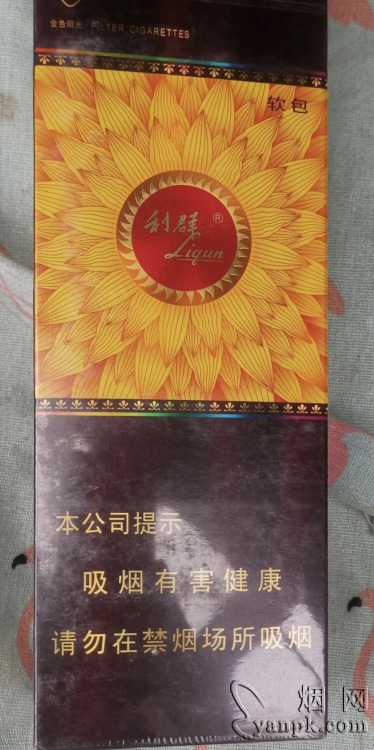 金色阳光/FILTER CIGARETTES
软包
利群®
Liqun
本公司提示
吸烟有害健康
请勿在禁烟场所吸烟
烟网
yanpk.com